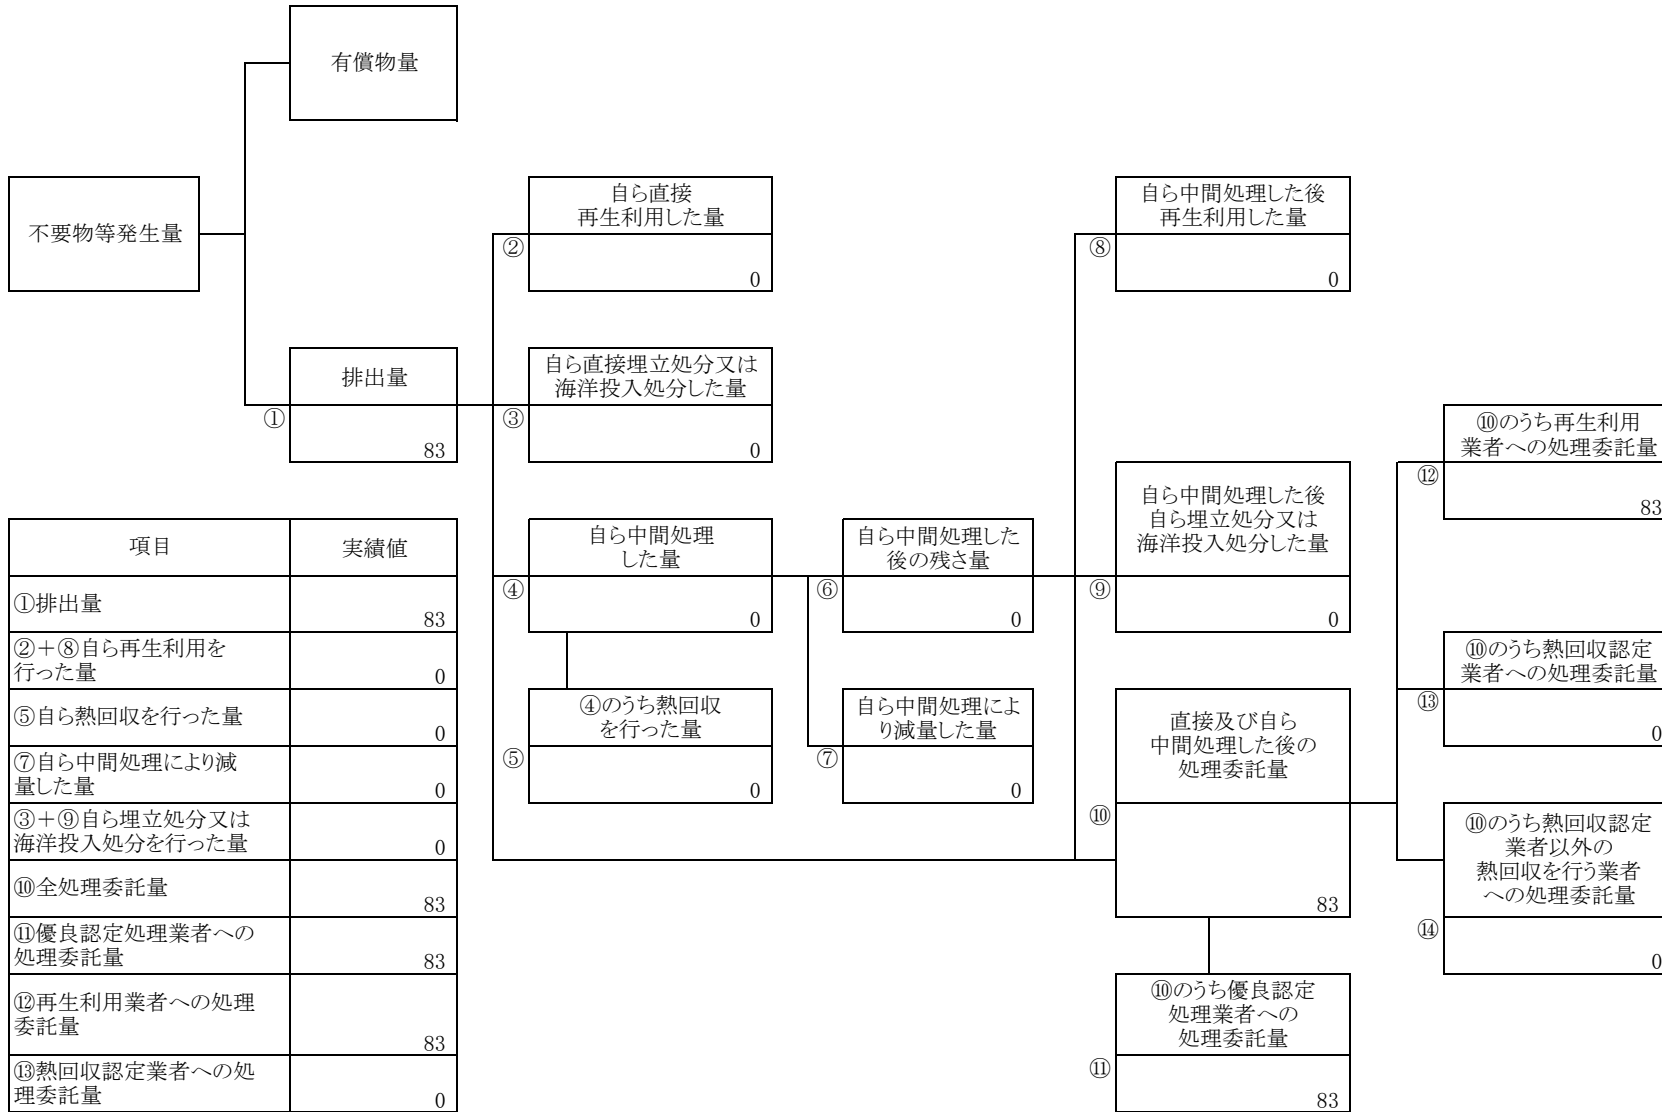 有償物量
不要物等発生量
自ら直接
再生利用した量
②
0
自ら中間処理した後
再生利用した量
⑧
0
排出量
①
83
自ら直接埋立処分又は
海洋投入処分した量
③
0
⑩のうち再生利用
業者への処理委託量
⑫
83
自ら中間処理した後
自ら埋立処分又は
海洋投入処分した量
⑨
0
自ら中間処理
した量
④
0
自ら中間処理した
後の残さ量
⑥
0
⑩のうち熱回収認定
業者への処理委託量
⑬
0
④のうち熱回収
を行った量
⑤
0
自ら中間処理によ
り減量した量
⑦
0
直接及び自ら
中間処理した後の
処理委託量
⑩
83
⑩のうち熱回収認定
業者以外の
熱回収を行う業者
への処理委託量
⑭
0
⑩のうち優良認定
処理業者への
処理委託量
⑪
83
項目 実績値
①排出量 83
②+⑧自ら再生利用を
行った量 0
⑤自ら熱回収を行った量 0
⑦自ら中間処理により減
量した量 0
③+⑨自ら埋立処分又は
海洋投入処分を行った量 0
⑩全処理委託量 83
⑪優良認定処理業者への
処理委託量 83
⑫再生利用業者への処理
委託量 83
⑬熱回収認定業者への処
理委託量 0